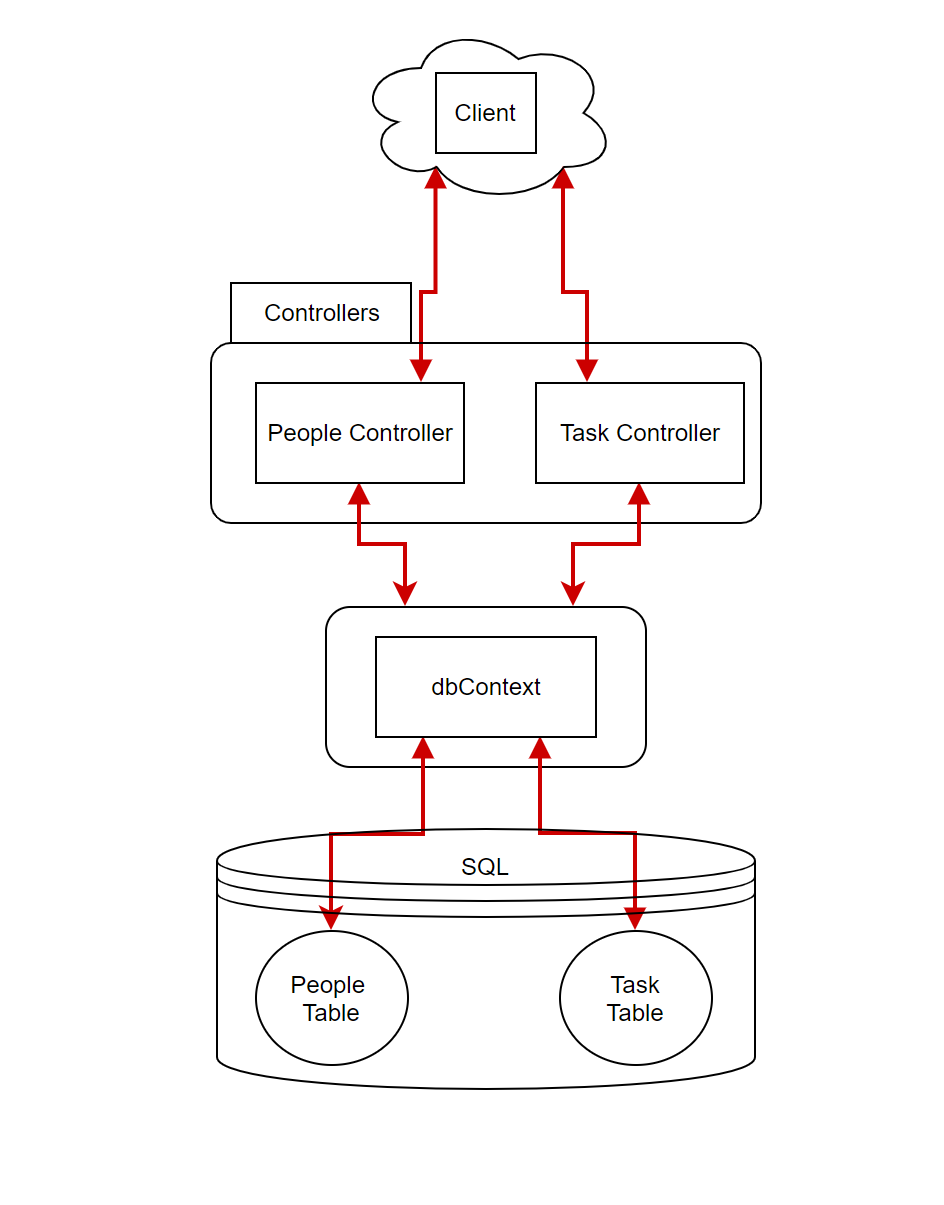 Client
Controllers
People Controller
Task Controller
dbContext
SQL
People
Table
Task
Table